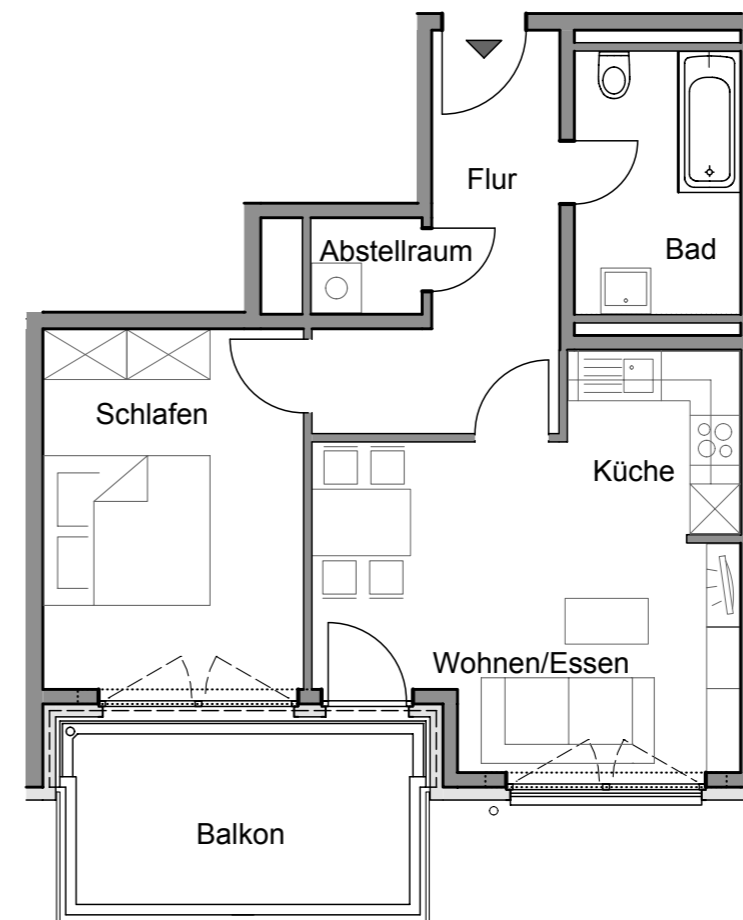 Flur
Abstellraum
Bad
Schlafen
Küche
Wohnen/Essen
Balkon